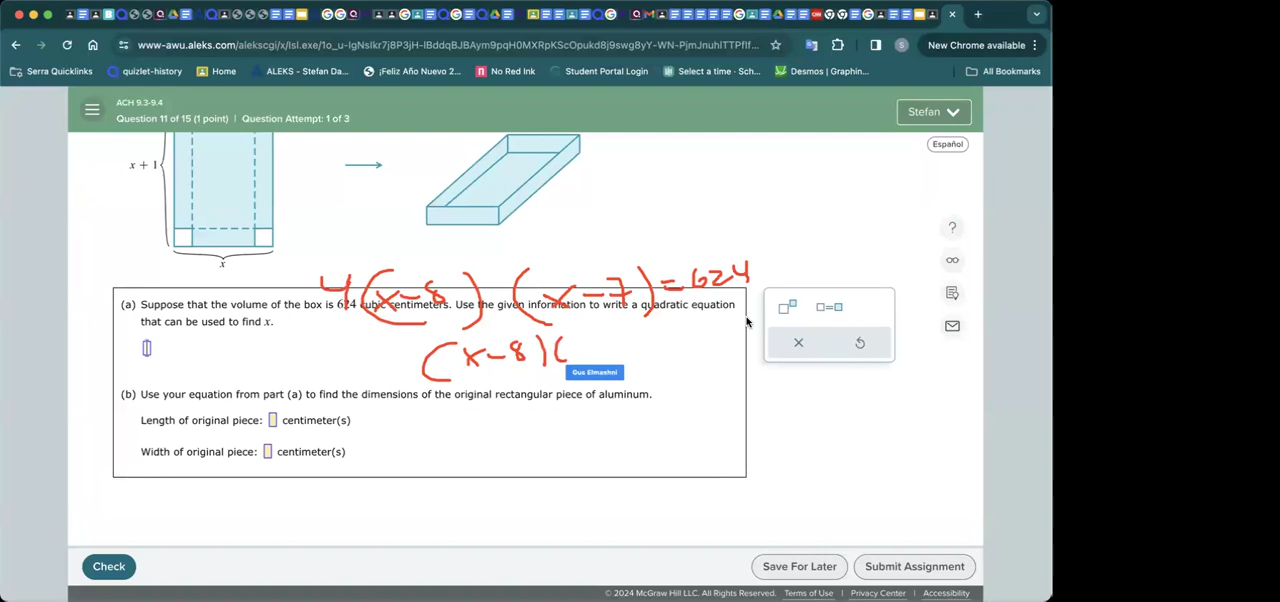 www-awu.aleks.com/alekscgi/x/Isl.exe/1o_u-IgNslkr7j8P3jH-lBddqBJBAym9pqH0MXRpKScOpukd8j9swg8yY-WN-PjmJnuhlTTPflf...
New Chrome available
Serra Quicklinks quizlet-history Home ALEKS - Stefan Da... ¡Feliz Año Nuevo 2... No Red Ink Student Portal Login Select a time · Sch... Desmos | Graphin... All Bookmarks
ACH 9.3-9.4
Question 11 of 15 (1 point) | Question Attempt: 1 of 3
Stefan
Español
x + 1
x
4(x-8) (x-7)=624
(a) Suppose that the volume of the box is 624 cubic centimeters. Use the given information to write a quadratic equation
that can be used to find x.
(x-8)(
Gus Elmashni
(b) Use your equation from part (a) to find the dimensions of the original rectangular piece of aluminum.
Length of original piece: centimeter(s)
Width of original piece: centimeter(s)
Check
Save For Later
Submit Assignment
© 2024 McGraw Hill LLC. All Rights Reserved. Terms of Use | Privacy Center | Accessibility